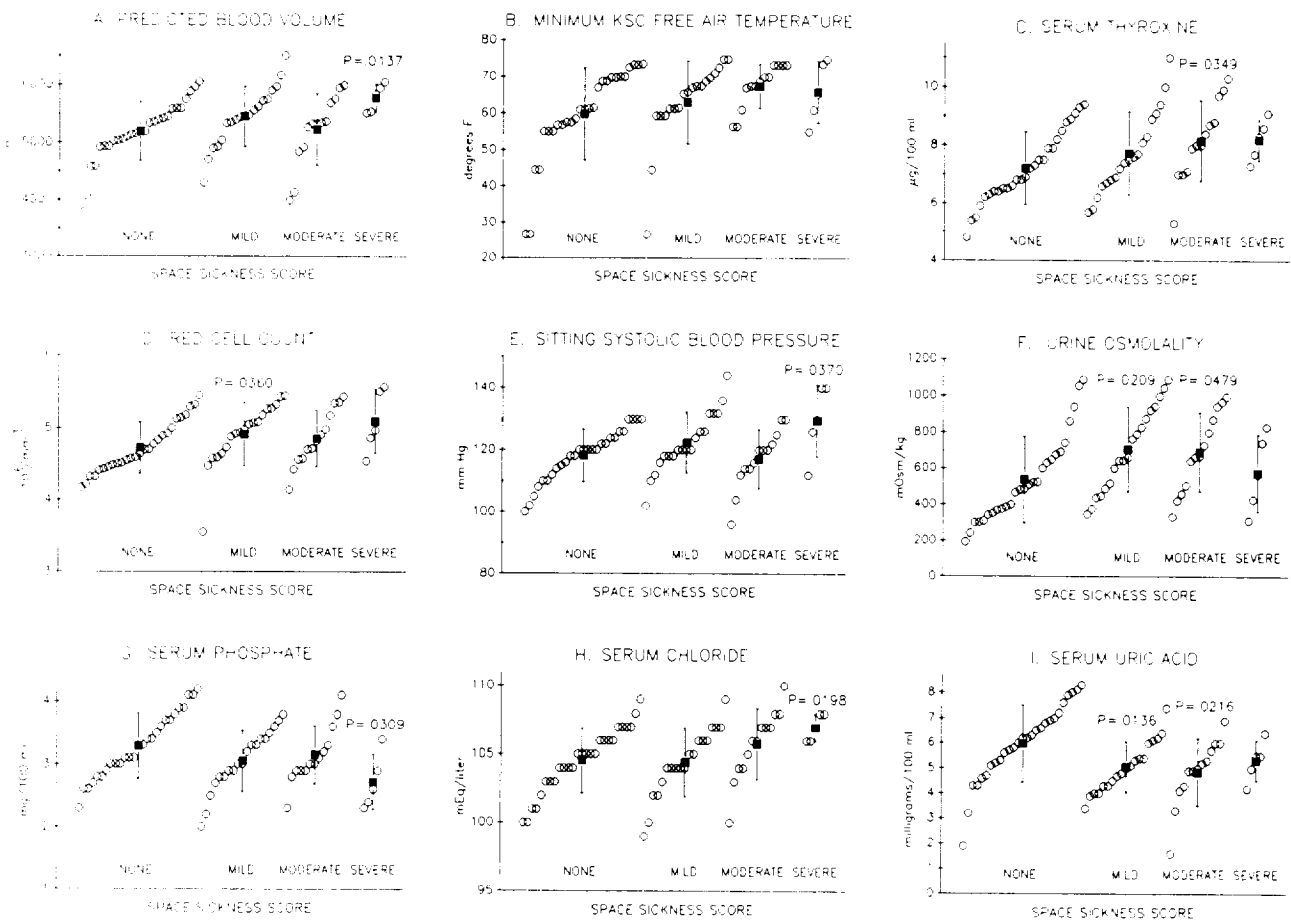 A. PREDICTED BLOOD VOLUME
P=.0137
NONE MILD MODERATE SEVERE
SPACE SICKNESS SCORE
B. MINIMUM KSC FREE AIR TEMPERATURE
80
70
60
50
40
30
20
degrees F
NONE MILD MODERATE SEVERE
SPACE SICKNESS SCORE
C. SERUM THYROXINE
P=.0349
10
8
6
4
µg/100 ml
NONE MILD MODERATE SEVERE
SPACE SICKNESS SCORE
D. RED CELL COUNT
P=.0360
4
NONE MILD MODERATE SEVERE
SPACE SICKNESS SCORE
E. SITTING SYSTOLIC BLOOD PRESSURE
P=.0370
140
120
100
80
mm Hg
NONE MILD MODERATE SEVERE
SPACE SICKNESS SCORE
F. URINE OSMOLALITY
P=.0209 P=.0479
1200
1000
800
600
400
200
0
mOsm/kg
NONE MILD MODERATE SEVERE
SPACE SICKNESS SCORE
G. SERUM PHOSPHATE
P=.0309
4
3
2
mg/100 ml
NONE MILD MODERATE SEVERE
SPACE SICKNESS SCORE
H. SERUM CHLORIDE
P=.0198
110
105
100
95
mEq/liter
NONE MILD MODERATE SEVERE
SPACE SICKNESS SCORE
I. SERUM URIC ACID
P=.0136 P=.0216
8
7
6
5
4
3
2
1
0
milligrams/100 ml
NONE MILD MODERATE SEVERE
SPACE SICKNESS SCORE